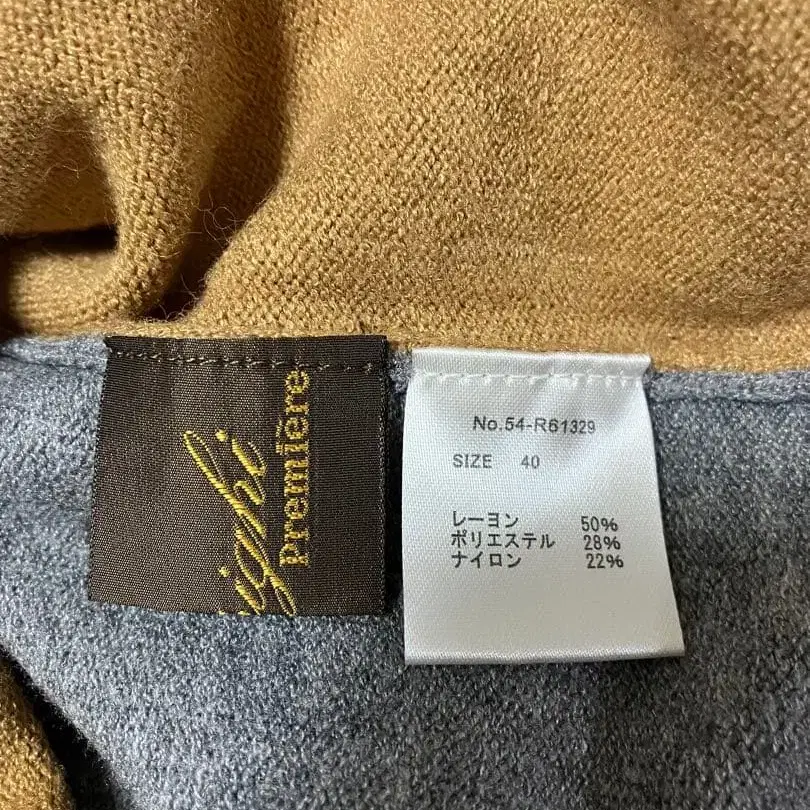 Première
No.54-R61329
SIZE 40
レーヨン 50%
ポリエステル 28%
ナイロン 22%